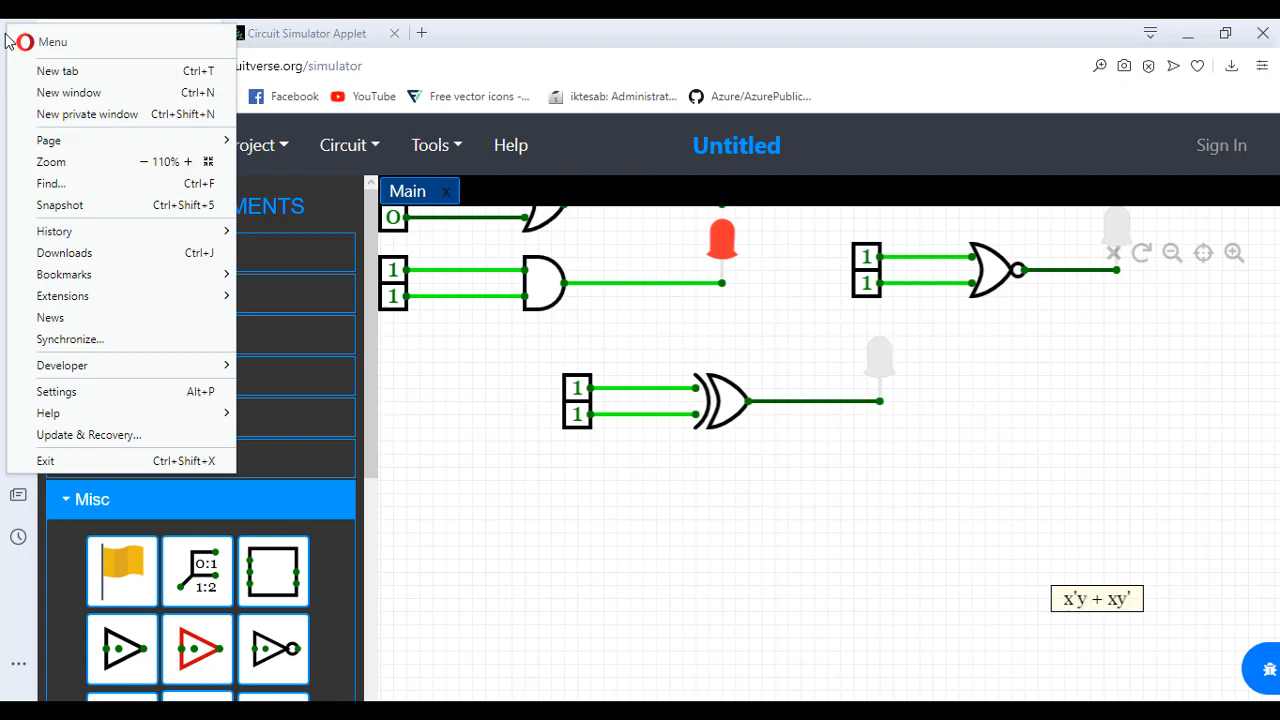 Menu
New tab Ctrl+T
New window Ctrl+N
New private window Ctrl+Shift+N
Page
Zoom 110%
Find... Ctrl+F
Snapshot Ctrl+Shift+5
History
Downloads Ctrl+J
Bookmarks
Extensions
News
Synchronize...
Developer
Settings Alt+P
Help
Update & Recovery...
Exit Ctrl+Shift+X
Circuit Simulator Applet
uitverse.org/simulator
Facebook YouTube Free vector icons -... iktesab: Administrat... Azure/AzurePublic...
oject Circuit Tools Help Untitled Sign In
MENTS
Main x
0
1
1
1
1
1
1
Misc
0:1
1:2
x'y + xy'